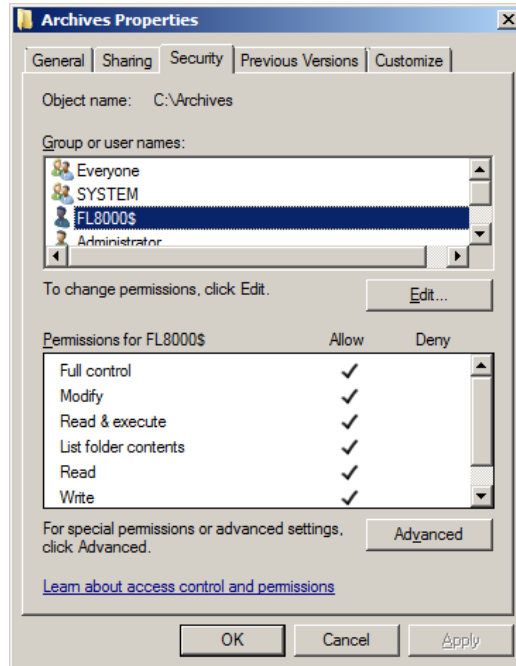 Archives Properties
General Sharing Security Previous Versions Customize
Object name: C:\Archives
Group or user names:
Everyone
SYSTEM
FL8000$
Administrator
To change permissions, click Edit.
Edit...
Permissions for FL8000$ Allow Deny
Full control
Modify
Read & execute
List folder contents
Read
Write
For special permissions or advanced settings,
click Advanced.
Advanced
Learn about access control and permissions
OK Cancel Apply